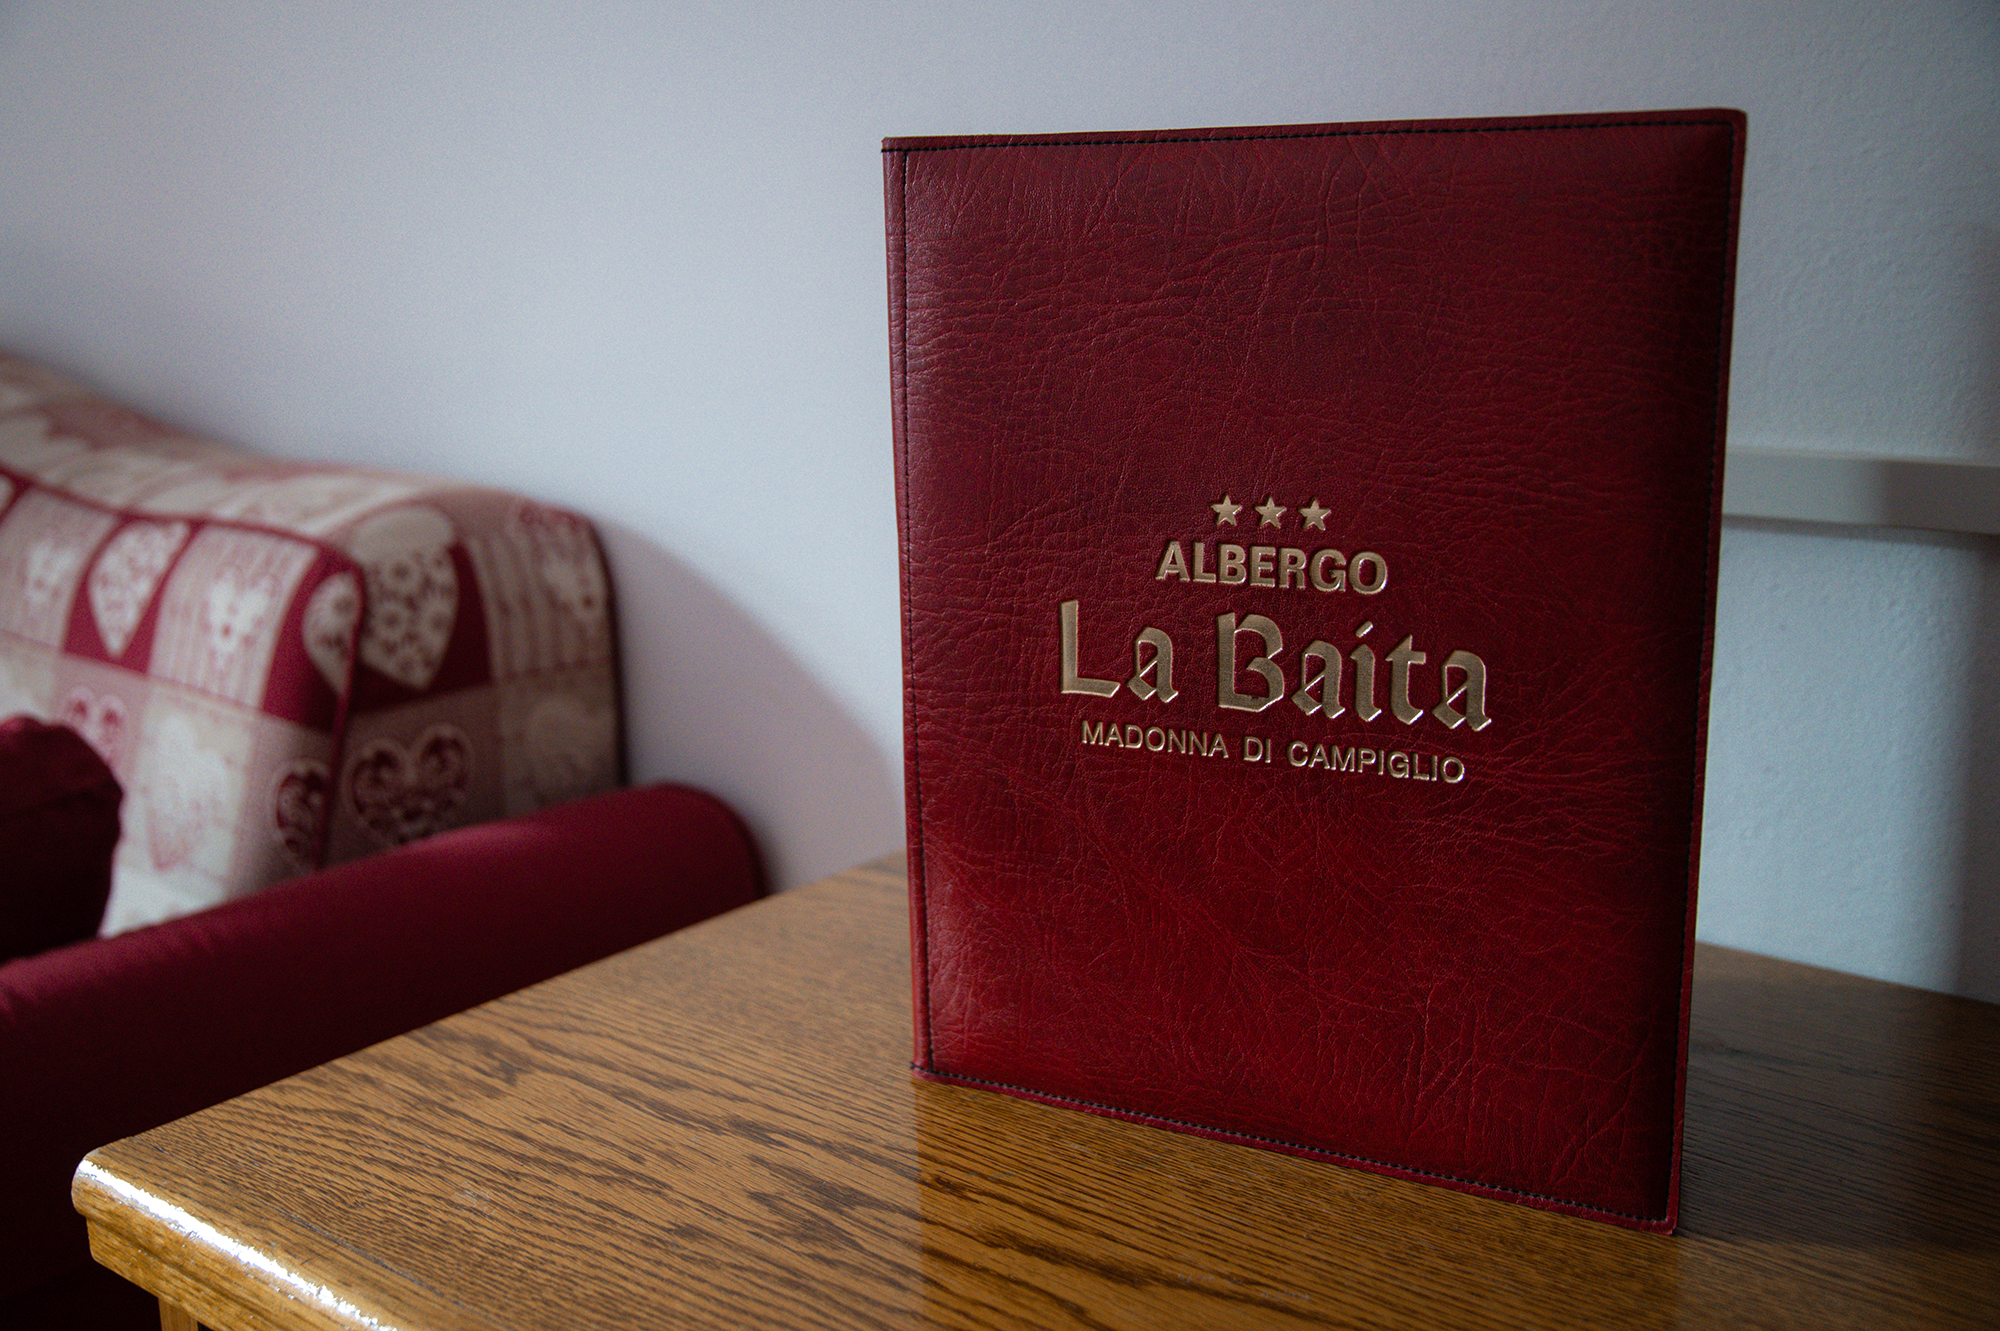 ★★★
ALBERGO
La Baita
MADONNA DI CAMPIGLIO